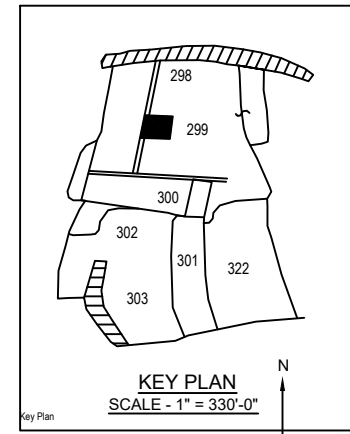 298
299
300
302
301
322
303
N
KEY PLAN
SCALE - 1" = 330'-0"
Key Plan